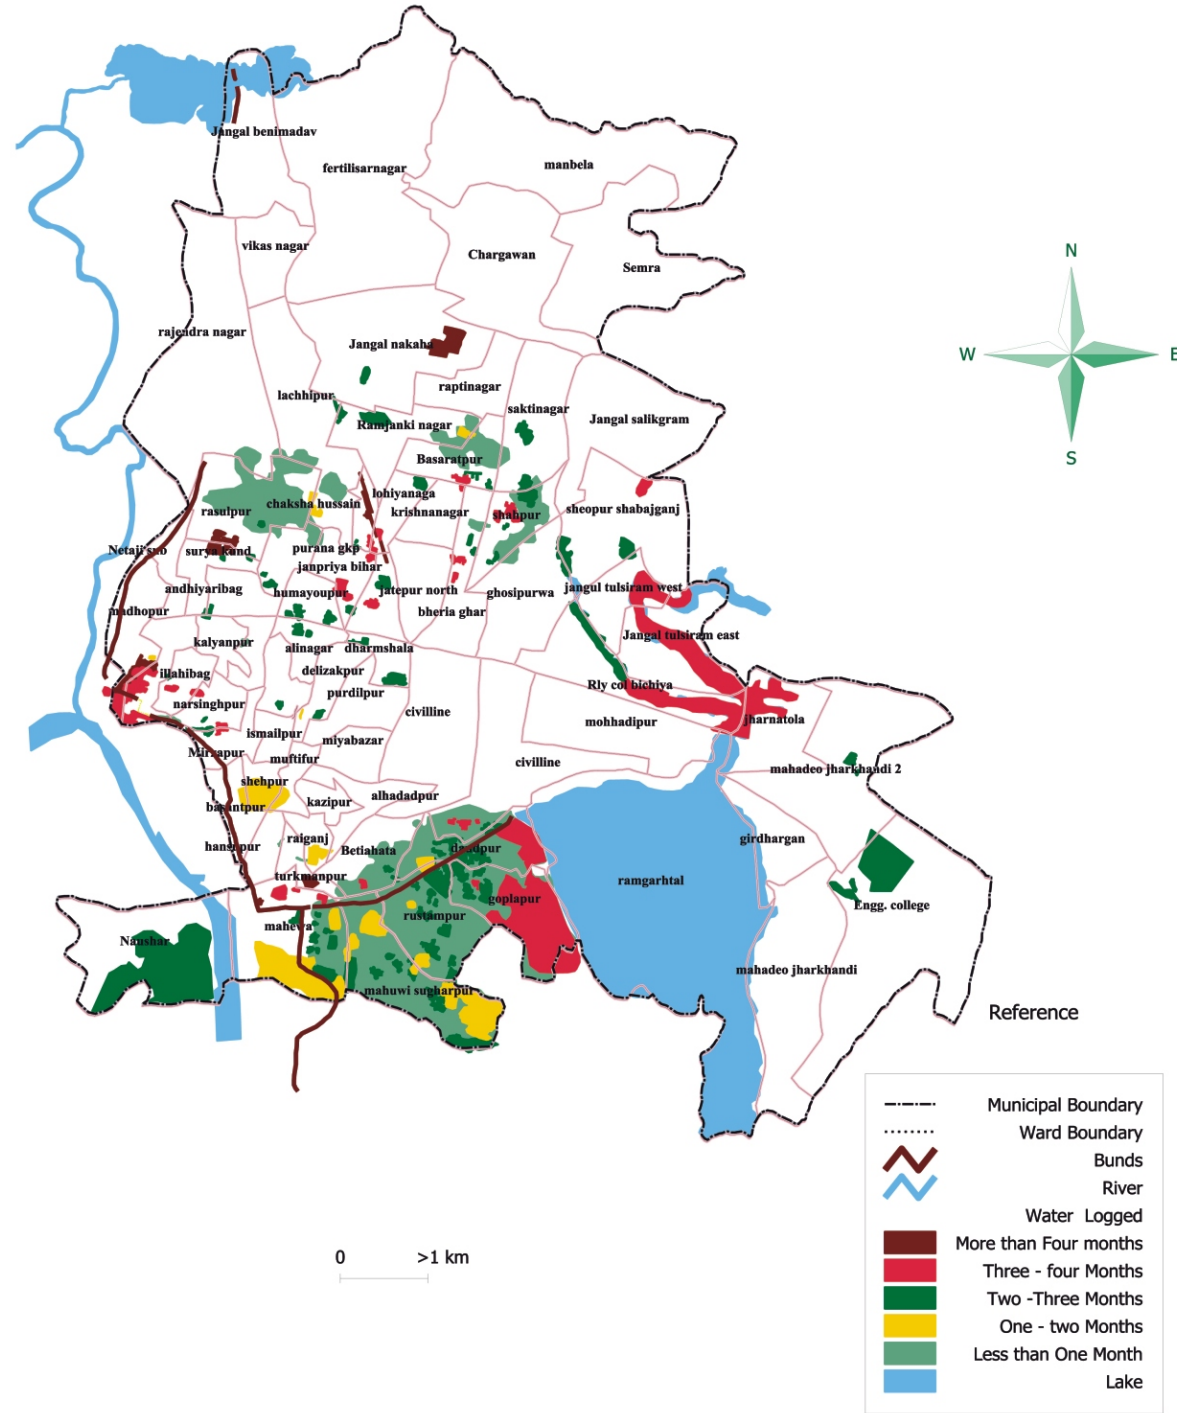 Jangal benimadav
fertilisarnagar
manbela
vikas nagar
Chargawan
Semra
N
W
E
S
rajendra nagar
Jangal nakaha
raptinagar
lachhipur
saktinagar
Ramjanki nagar
Jangal salikgram
Basaratpur
lohiyanaga
chaksha hussain
rasulpur
krishnanagar
shahpur
sheopur shabajganj
surya kund
purana gkp
janpriya bihar
andhiyaribag
humayoupur
jatepur north
ghosipurwa
jangul tulsiram west
madhopur
bheria ghar
kalyanpur
alinagar
dharmshala
Jangal tulsiram east
illahibag
delizakpur
purdilpur
Rly col bichiya
narsinghpur
civilline
mohhadipur
jharnatola
ismailpur
miyabazar
Mirzapur
muftifur
civilline
mahadeo jharkhandi 2
shehpur
basantpur
kazipur
alhadadpur
hansupur
raiganj
Betiahata
daudpur
girdhargan
turkmanpur
ramgarhtal
goplapur
Engg. college
rustampur
mahewa
Naushar
mahuwi sugharpur
mahadeo jharkhandi
Reference
Municipal Boundary
Ward Boundary
Bunds
River
Water Logged
More than Four months
Three - four Months
Two -Three Months
One - two Months
Less than One Month
Lake
0 >1 km